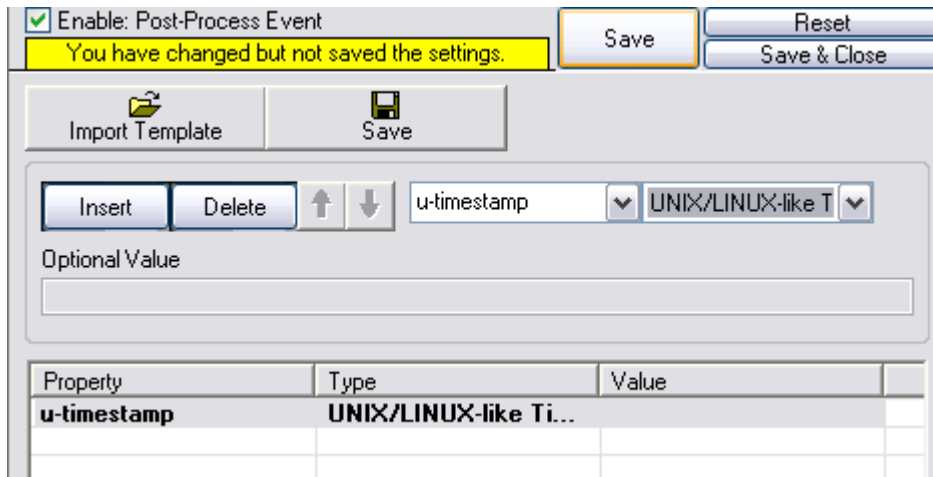 Enable: Post-Process Event
You have changed but not saved the settings.
Save
Reset
Save & Close
Import Template
Save
Insert
Delete
u-timestamp
UNIX/LINUX-like T
Optional Value
Property Type Value
u-timestamp UNIX/LINUX-like Ti...